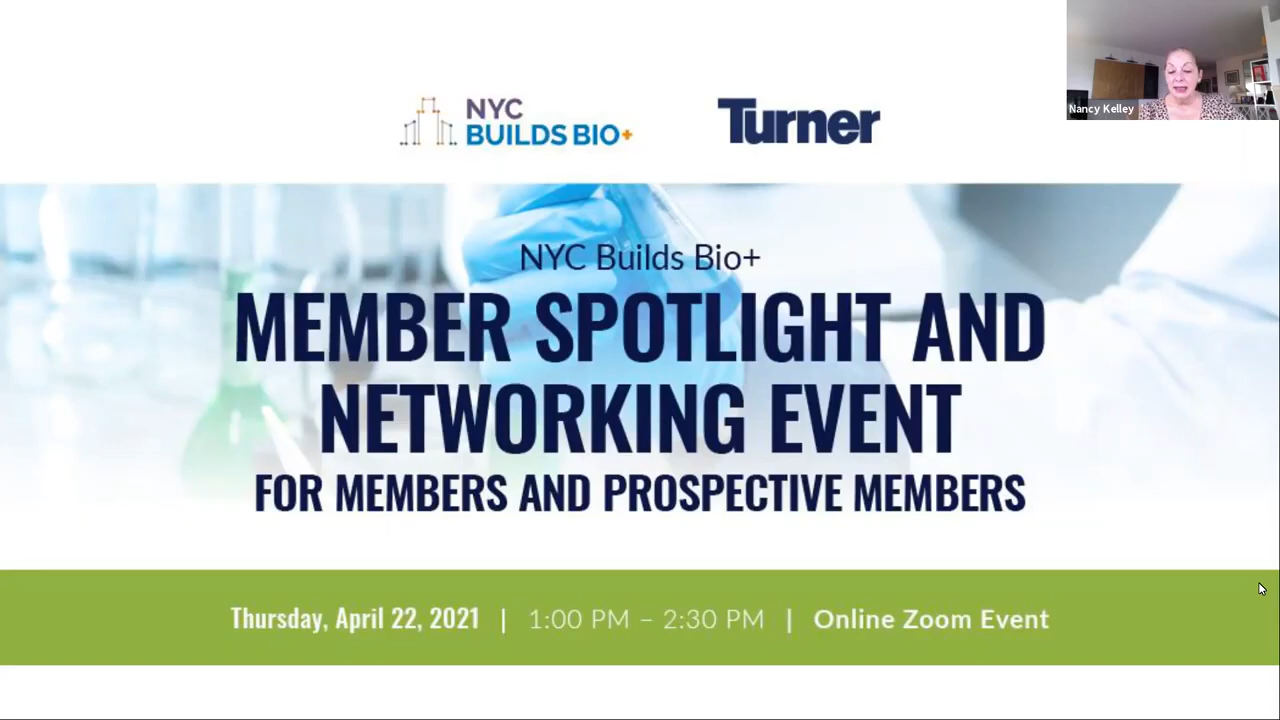 NYC
BUILDS BIO+
Turner
Nancy Kelley
NYC Builds Bio+
MEMBER SPOTLIGHT AND
NETWORKING EVENT
FOR MEMBERS AND PROSPECTIVE MEMBERS
Thursday, April 22, 2021 | 1:00 PM – 2:30 PM | Online Zoom Event